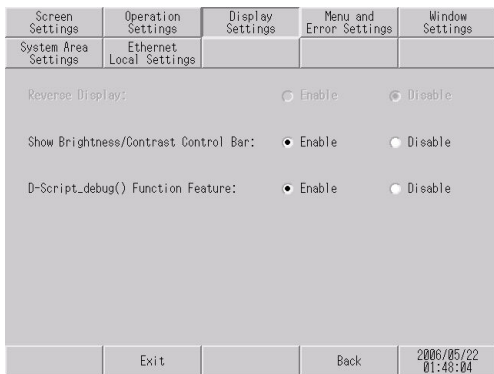 Screen Settings
Operation Settings
Display Settings
Menu and Error Settings
Window Settings
System Area Settings
Ethernet Local Settings
Reverse Display: Enable Disable
Show Brightness/Contrast Control Bar: Enable Disable
D-Script_debug() Function Feature: Enable Disable
Exit
Back
2006/05/22
01:48:04